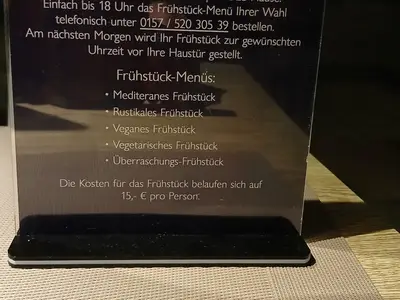 Einfach bis 18 Uhr das Frühstück-Menü Ihrer Wahl
telefonisch unter 0157 / 520 305 39 bestellen.
Am nächsten Morgen wird Ihr Frühstück zur gewünschten
Uhrzeit vor Ihre Haustür gestellt.
Frühstück-Menüs:
• Mediteranes Frühstück
• Rustikales Frühstück
• Veganes Frühstück
• Vegetarisches Frühstück
• Überraschungs-Frühstück
Die Kosten für das Frühstück belaufen sich auf
15,- € pro Person.